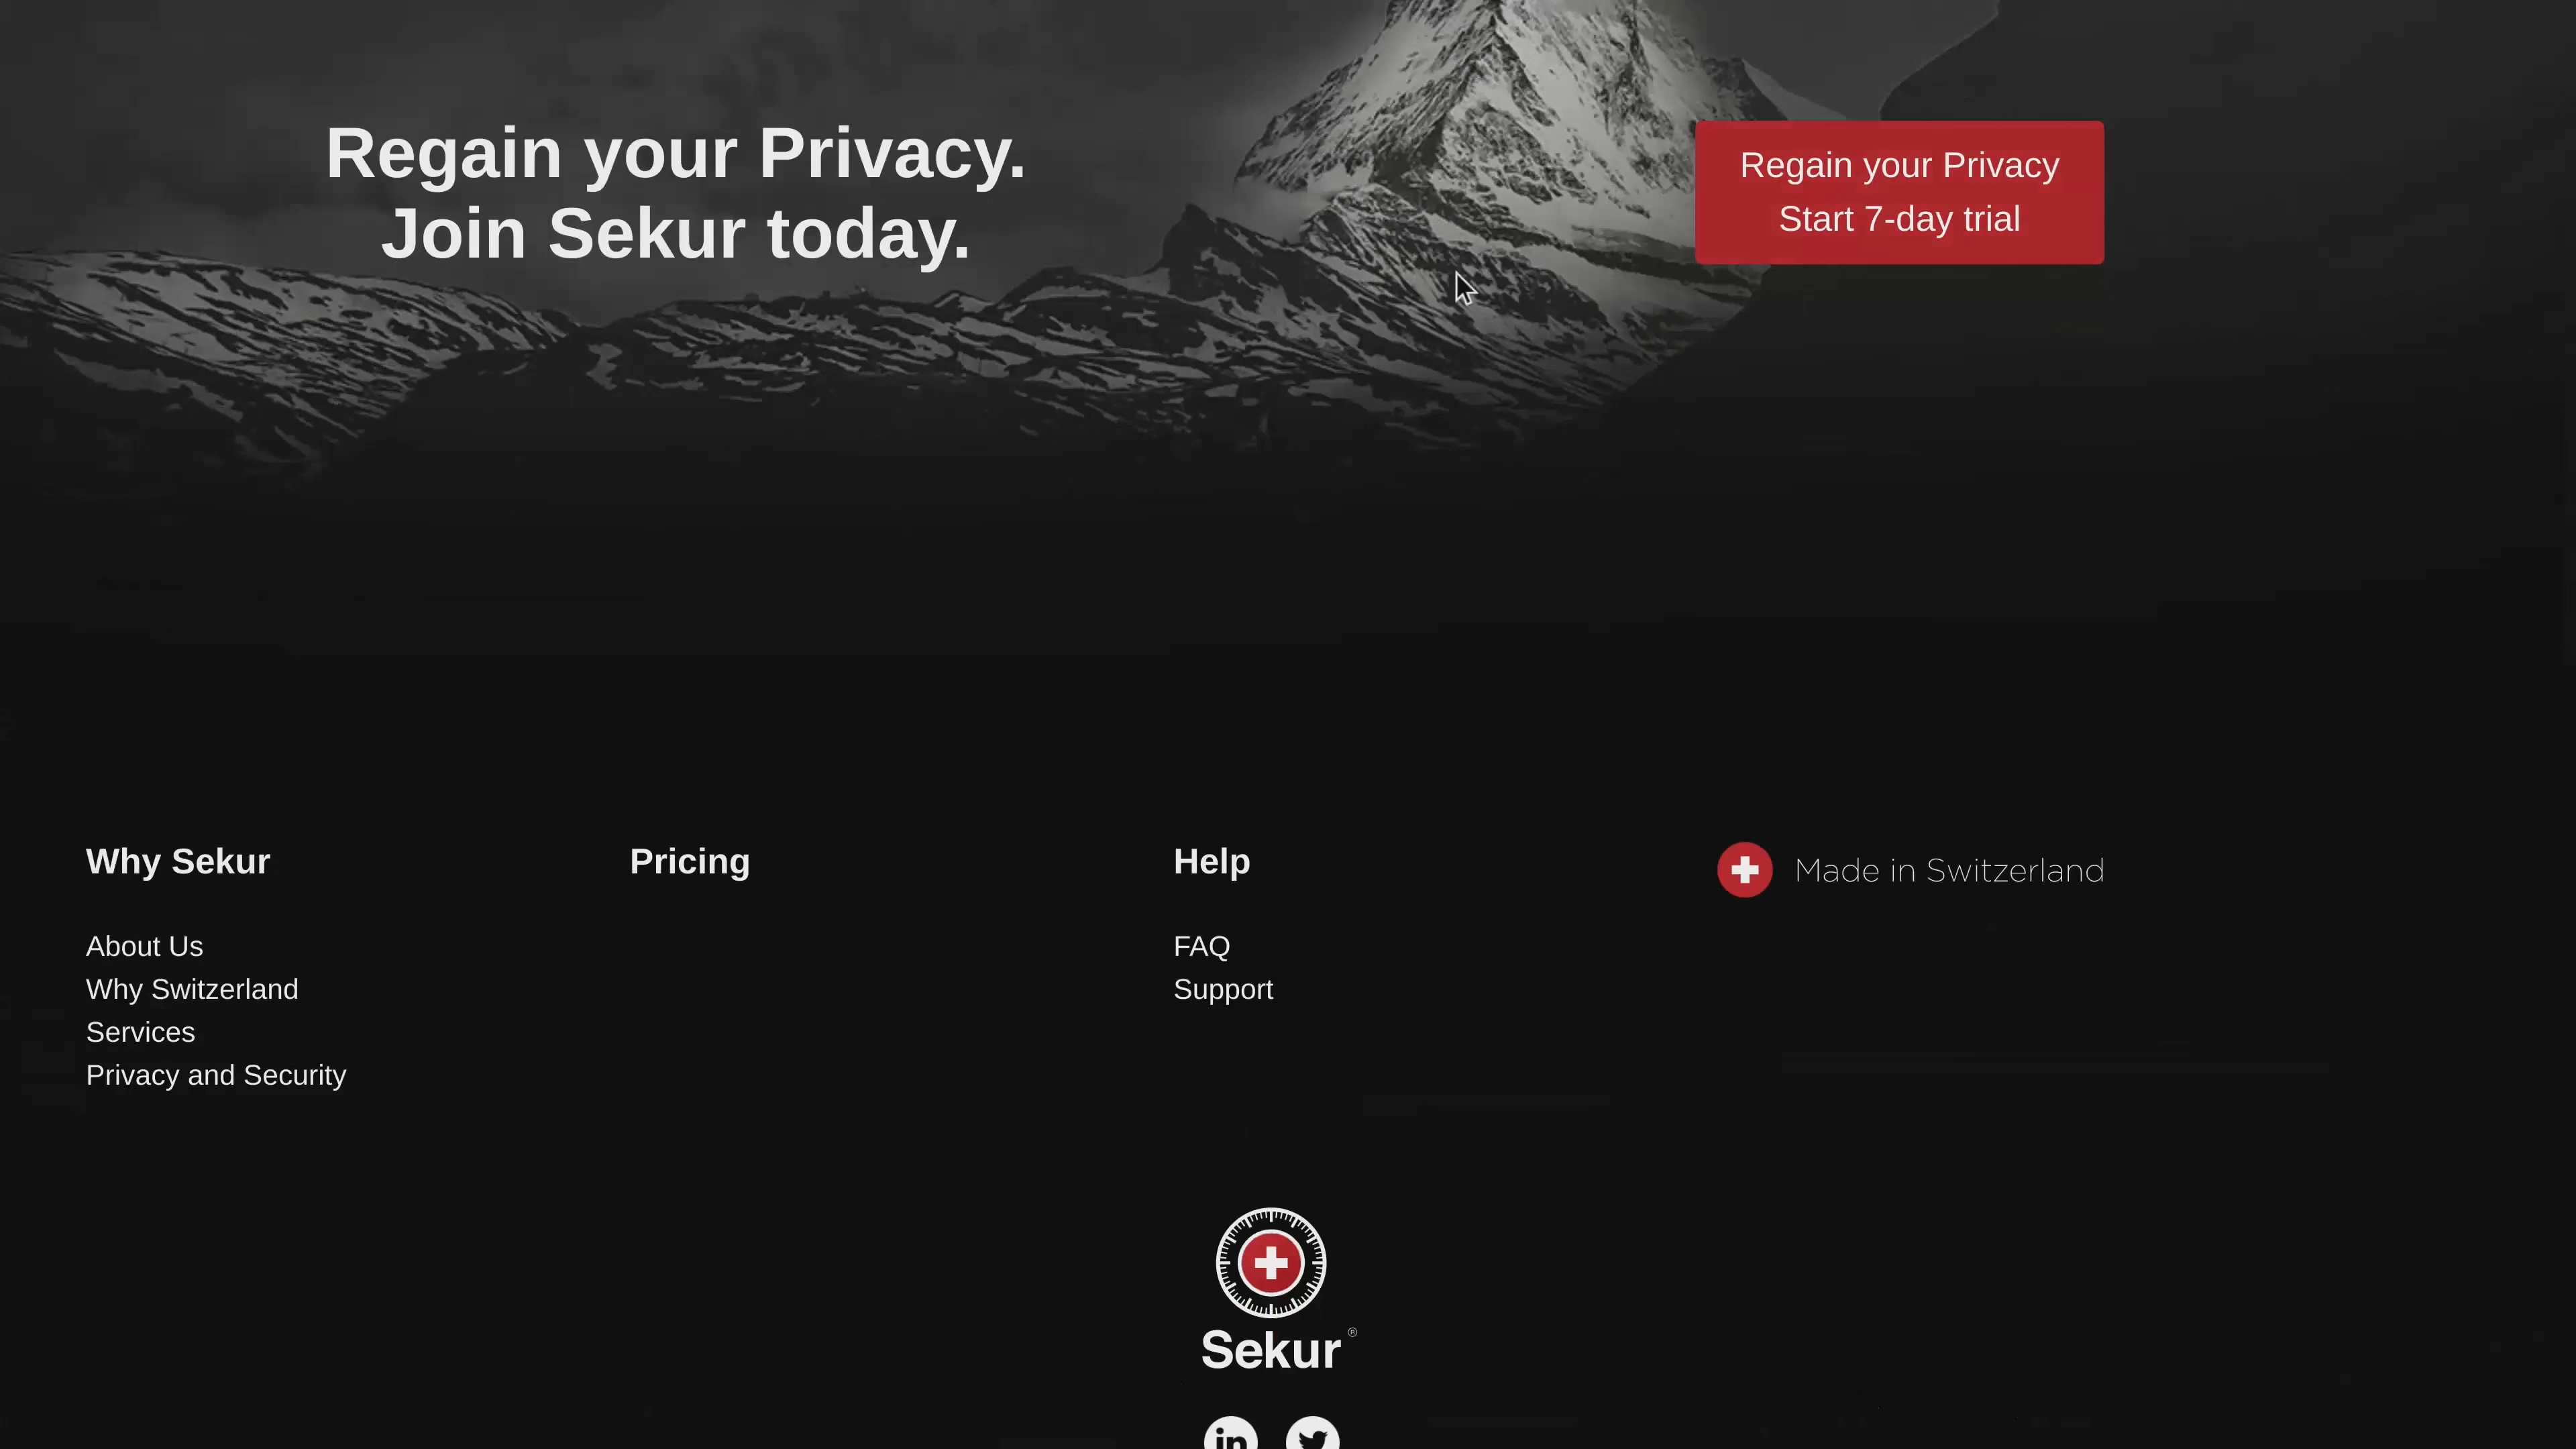 Regain your Privacy.
Join Sekur today.
Regain your Privacy
Start 7-day trial
Why Sekur
About Us
Why Switzerland
Services
Privacy and Security
Pricing
Help
FAQ
Support
Made in Switzerland
Sekur®
in